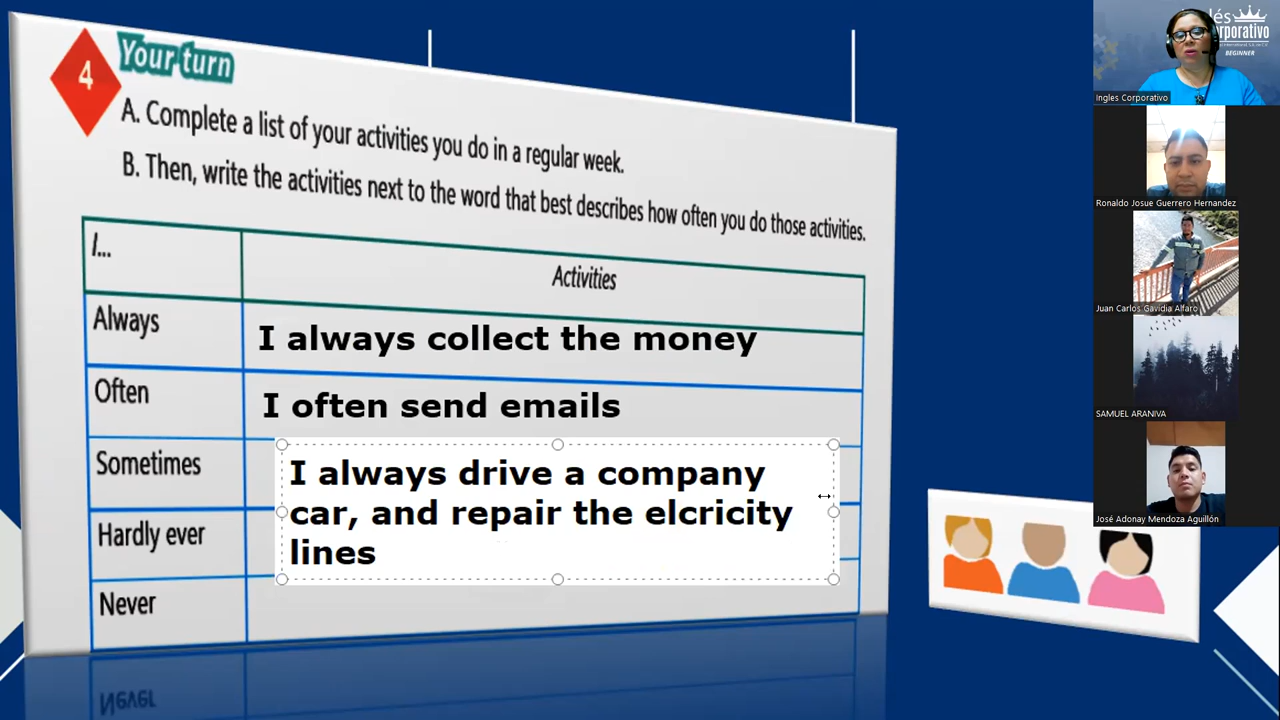 4
Your turn
A. Complete a list of your activities you do in a regular week.
B. Then, write the activities next to the word that best describes how often you do those activities.
I...
Activities
Always
I always collect the money
Often
I often send emails
Sometimes
I always drive a company
car, and repair the elcricity
lines
Hardly ever
Never
Never
BEGINNER
Ingles Corporativo
Ronaldo Josue Guerrero Hernandez
Juan Carlos Gavidia Alfaro
SAMUEL ARANIVA
José Adonay Mendoza Aguillón